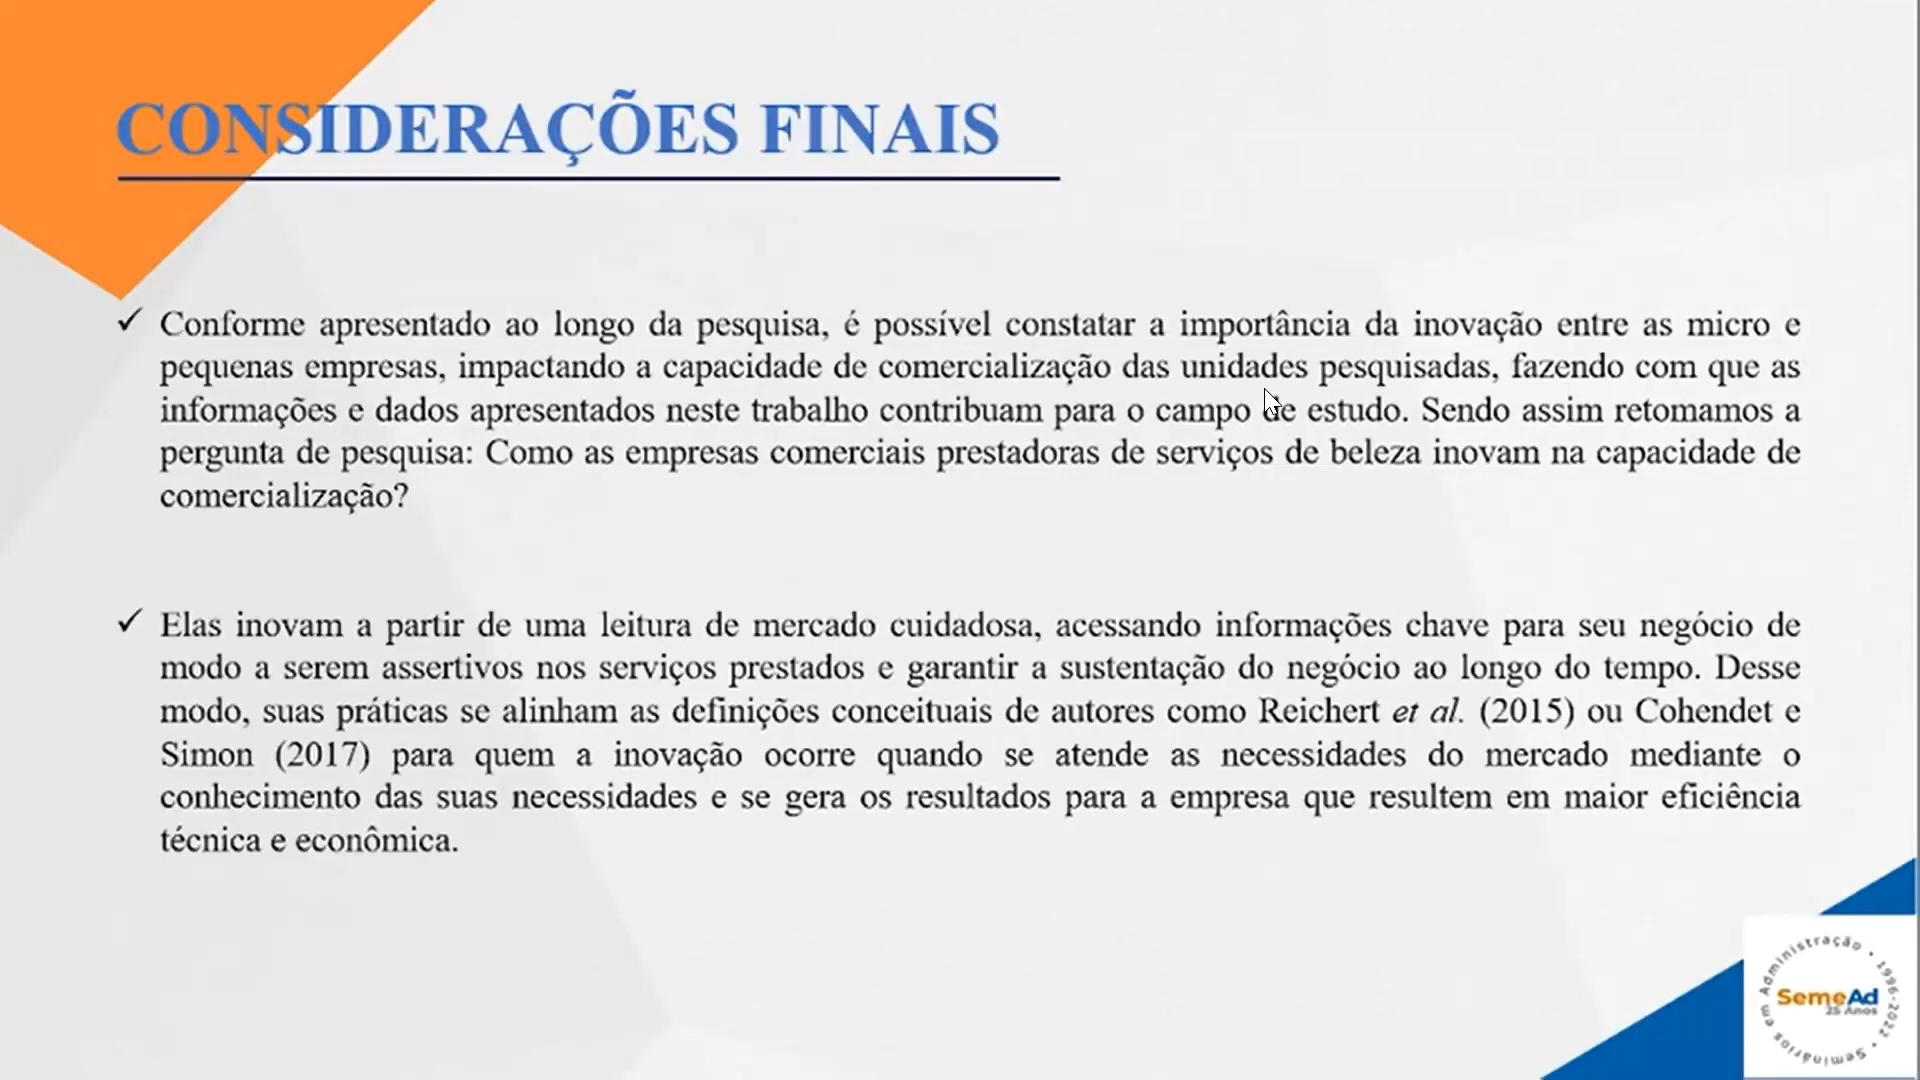 CONSIDERAÇÕES FINAIS
✓ Conforme apresentado ao longo da pesquisa, é possível constatar a importância da inovação entre as micro e
pequenas empresas, impactando a capacidade de comercialização das unidades pesquisadas, fazendo com que as
informações e dados apresentados neste trabalho contribuam para o campo de estudo. Sendo assim retomamos a
pergunta de pesquisa: Como as empresas comerciais prestadoras de serviços de beleza inovam na capacidade de
comercialização?
✓ Elas inovam a partir de uma leitura de mercado cuidadosa, acessando informações chave para seu negócio de
modo a serem assertivos nos serviços prestados e garantir a sustentação do negócio ao longo do tempo. Desse
modo, suas práticas se alinham as definições conceituais de autores como Reichert et al. (2015) ou Cohendet e
Simon (2017) para quem a inovação ocorre quando se atende as necessidades do mercado mediante o
conhecimento das suas necessidades e se gera os resultados para a empresa que resultem em maior eficiência
técnica e econômica.
Seminários em Administração • 1996-2022 •
SemeAd
25 Anos